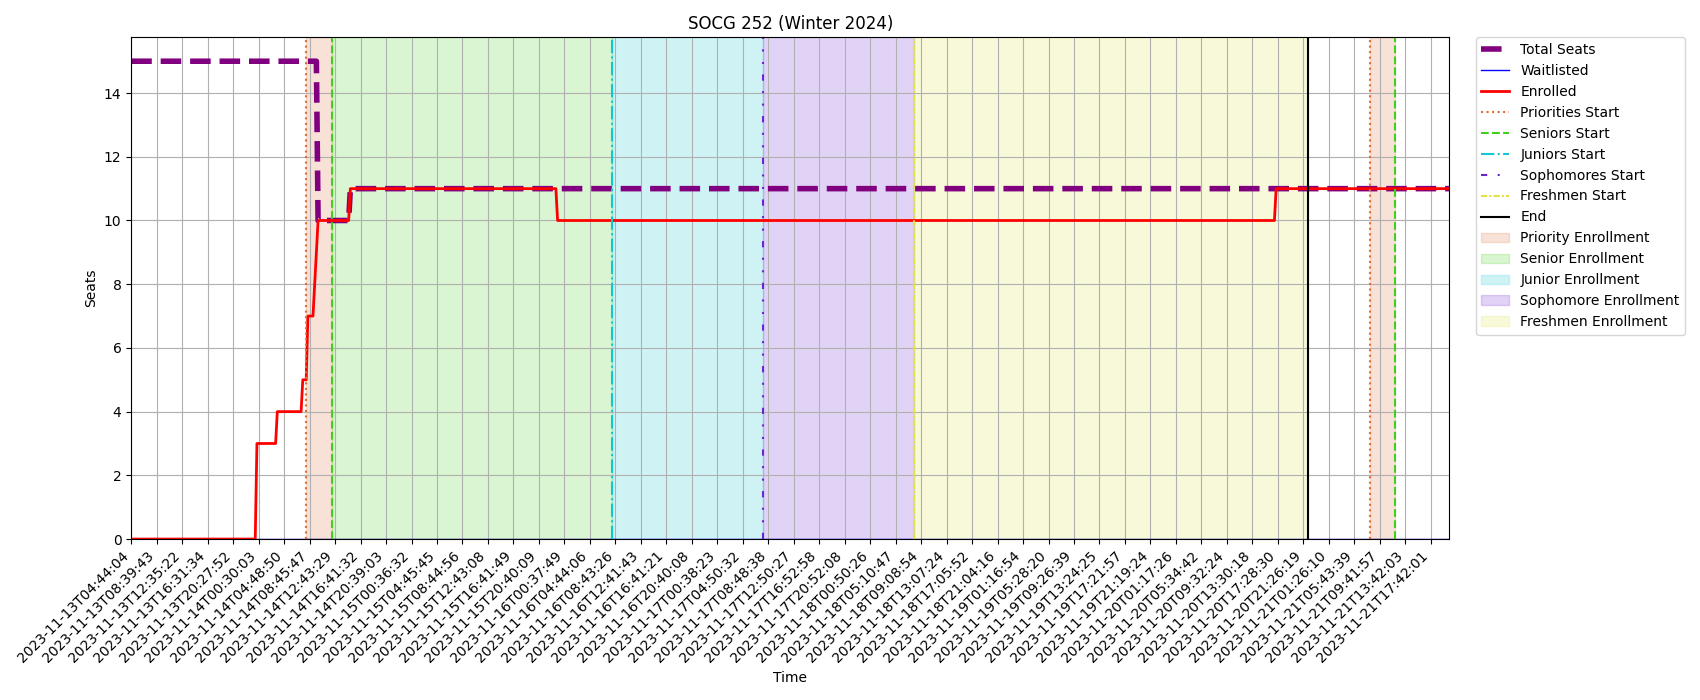 SOCG 252 (Winter 2024)
Seats
14
12
10
8
6
4
2
0
2023-11-13T04:44:04
2023-11-13T08:39:43
2023-11-13T12:35:22
2023-11-13T16:31:34
2023-11-13T20:27:52
2023-11-14T00:30:03
2023-11-14T04:48:50
2023-11-14T08:45:47
2023-11-14T12:43:29
2023-11-14T16:41:32
2023-11-14T20:39:03
2023-11-15T00:36:32
2023-11-15T04:45:45
2023-11-15T08:44:56
2023-11-15T12:43:08
2023-11-15T16:41:49
2023-11-15T20:40:09
2023-11-16T00:37:49
2023-11-16T04:44:06
2023-11-16T08:43:26
2023-11-16T12:41:43
2023-11-16T16:41:21
2023-11-16T20:40:08
2023-11-17T00:38:23
2023-11-17T04:50:32
2023-11-17T08:48:38
2023-11-17T12:50:27
2023-11-17T16:52:58
2023-11-17T20:52:08
2023-11-18T00:50:26
2023-11-18T05:10:47
2023-11-18T09:08:54
2023-11-18T13:07:24
2023-11-18T17:05:52
2023-11-18T21:04:16
2023-11-19T01:16:54
2023-11-19T05:28:20
2023-11-19T09:26:39
2023-11-19T13:24:25
2023-11-19T17:21:57
2023-11-19T21:19:24
2023-11-20T01:17:26
2023-11-20T05:34:42
2023-11-20T09:32:24
2023-11-20T13:30:18
2023-11-20T17:28:30
2023-11-20T21:26:19
2023-11-21T01:26:10
2023-11-21T05:43:39
2023-11-21T09:41:57
2023-11-21T13:42:03
2023-11-21T17:42:01
Time
Total Seats
Waitlisted
Enrolled
Priorities Start
Seniors Start
Juniors Start
Sophomores Start
Freshmen Start
End
Priority Enrollment
Senior Enrollment
Junior Enrollment
Sophomore Enrollment
Freshmen Enrollment